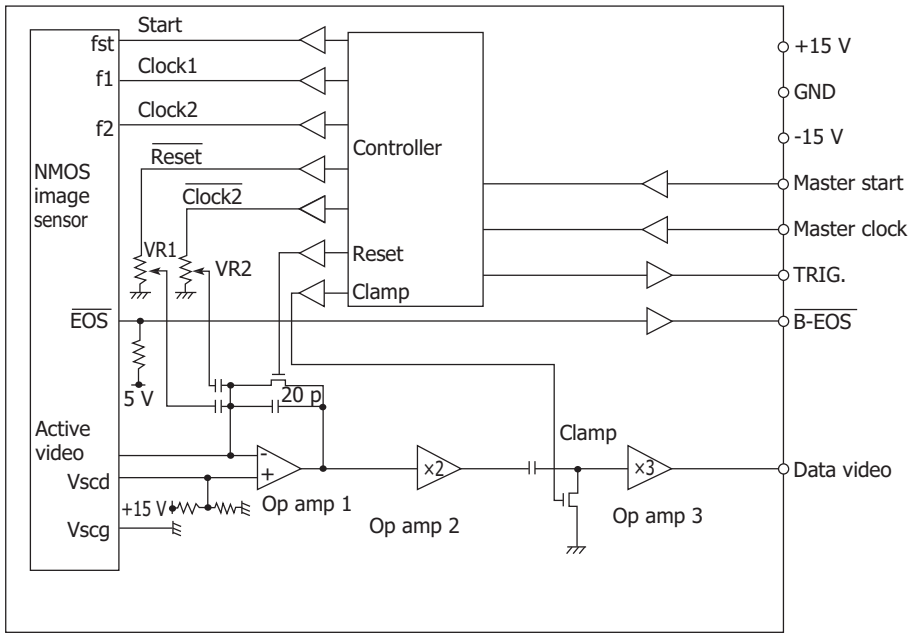 Start
fst
Clock1
f1
Clock2
f2
Reset
Clock2
NMOS
image
sensor
VR1
VR2
EOS
5 V
Controller
Reset
Clamp
+15 V
GND
-15 V
Master start
Master clock
TRIG.
B-EOS
20 p
Active
video
Vscd
+15 V
Vscg
-
+
Op amp 1
×2
Op amp 2
Clamp
×3
Op amp 3
Data video